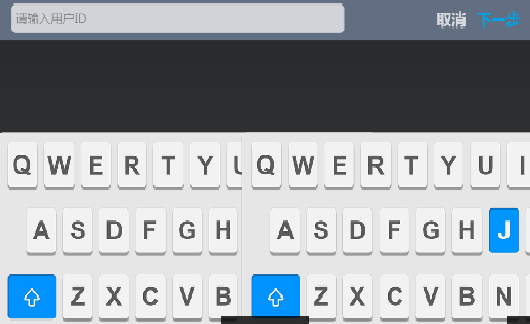 请输入用户ID 取消 下一步
Q W E R T Y U Q W E R T Y U I
A S D F G H A S D F G H J
Z X C V B Z X C V B N